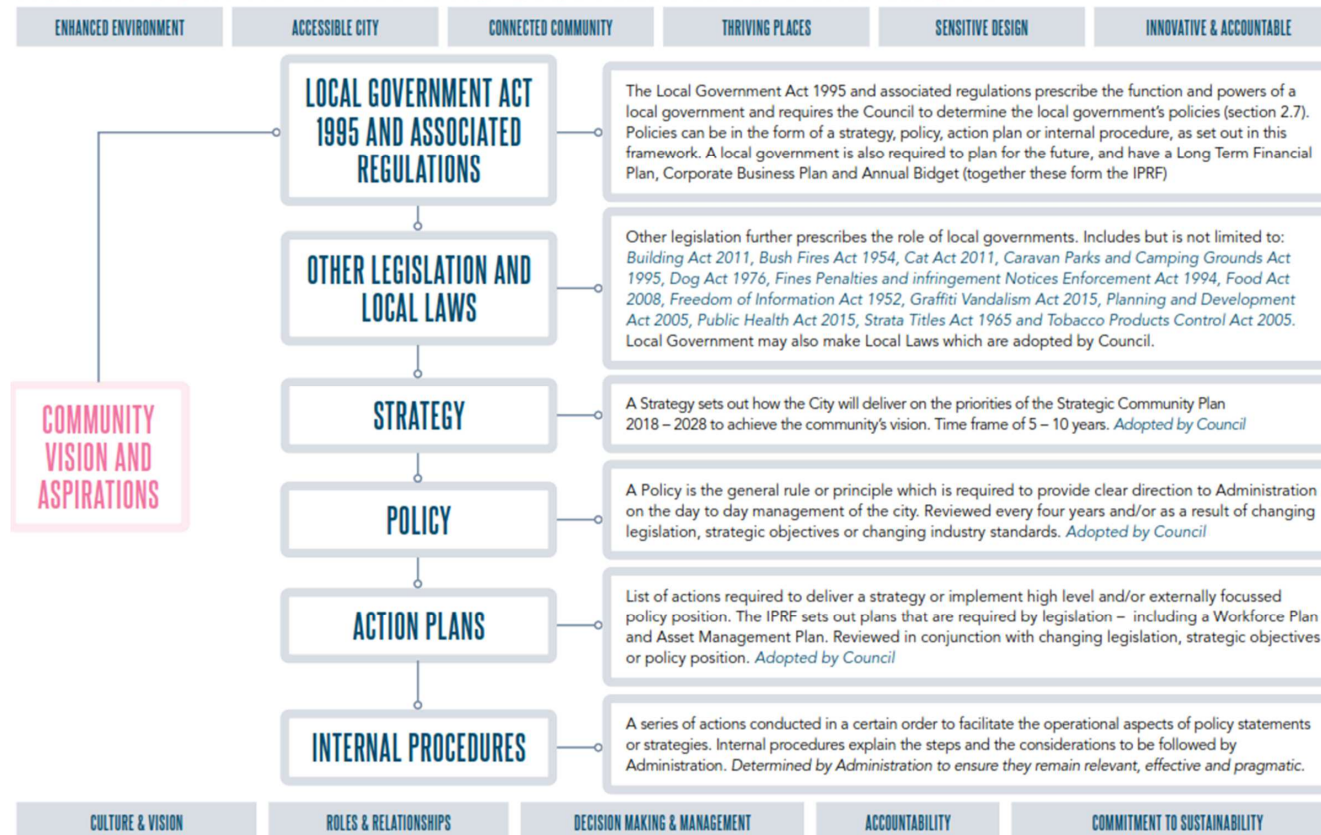 ENHANCED ENVIRONMENT
ACCESSIBLE CITY
CONNECTED COMMUNITY
THRIVING PLACES
SENSITIVE DESIGN
INNOVATIVE & ACCOUNTABLE
COMMUNITY
VISION AND
ASPIRATIONS
LOCAL GOVERNMENT ACT
1995 AND ASSOCIATED
REGULATIONS
The Local Government Act 1995 and associated regulations prescribe the function and powers of a
local government and requires the Council to determine the local government's policies (section 2.7).
Policies can be in the form of a strategy, policy, action plan or internal procedure, as set out in this
framework. A local government is also required to plan for the future, and have a Long Term Financial
Plan, Corporate Business Plan and Annual Budget (together these form the IPRF)
OTHER LEGISLATION AND
LOCAL LAWS
Other legislation further prescribes the role of local governments. Includes but is not limited to:
Building Act 2011, Bush Fires Act 1954, Cat Act 2011, Caravan Parks and Camping Grounds Act
1995, Dog Act 1976, Fines Penalties and infringement Notices Enforcement Act 1994, Food Act
2008, Freedom of Information Act 1952, Graffiti Vandalism Act 2015, Planning and Development
Act 2005, Public Health Act 2015, Strata Titles Act 1965 and Tobacco Products Control Act 2005.
Local Government may also make Local Laws which are adopted by Council.
STRATEGY
A Strategy sets out how the City will deliver on the priorities of the Strategic Community Plan
2018 – 2028 to achieve the community's vision. Time frame of 5 – 10 years. Adopted by Council
POLICY
A Policy is the general rule or principle which is required to provide clear direction to Administration
on the day to day management of the city. Reviewed every four years and/or as a result of changing
legislation, strategic objectives or changing industry standards. Adopted by Council
ACTION PLANS
List of actions required to deliver a strategy or implement high level and/or externally focussed
policy position. The IPRF sets out plans that are required by legislation – including a Workforce Plan
and Asset Management Plan. Reviewed in conjunction with changing legislation, strategic objectives
or policy position. Adopted by Council
INTERNAL PROCEDURES
A series of actions conducted in a certain order to facilitate the operational aspects of policy statements
or strategies. Internal procedures explain the steps and the considerations to be followed by
Administration. Determined by Administration to ensure they remain relevant, effective and pragmatic.
CULTURE & VISION
ROLES & RELATIONSHIPS
DECISION MAKING & MANAGEMENT
ACCOUNTABILITY
COMMITMENT TO SUSTAINABILITY